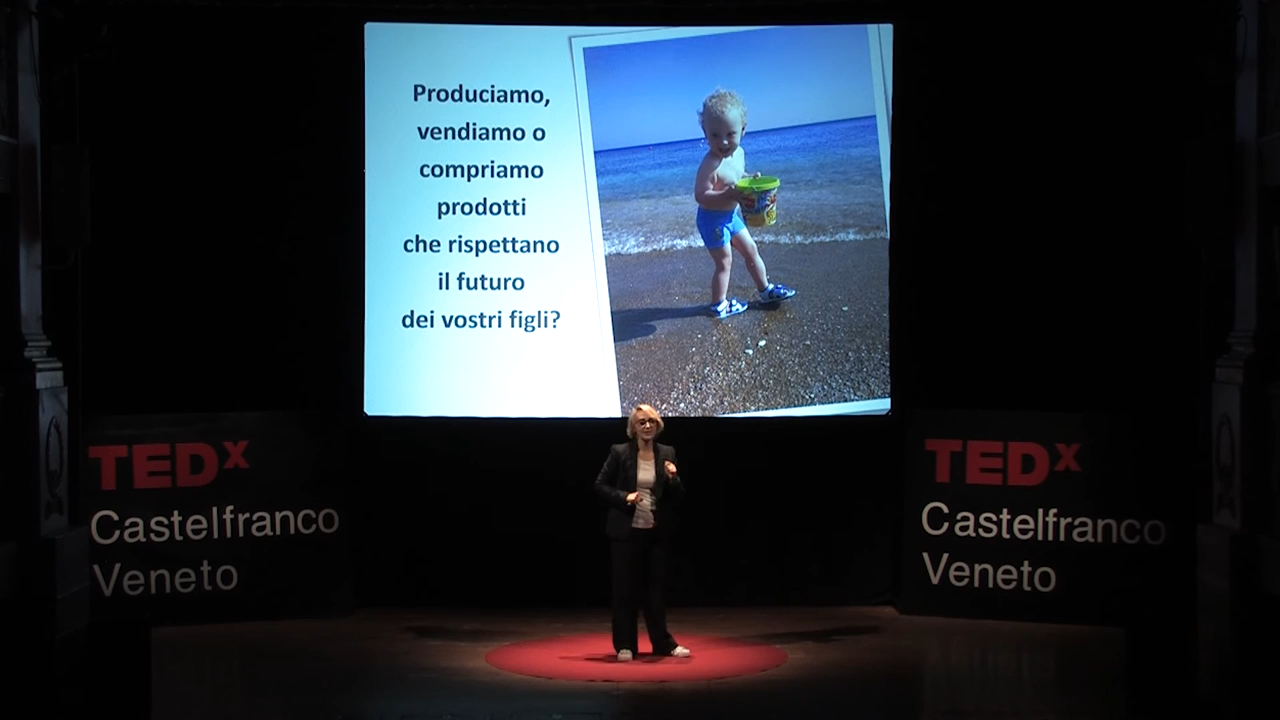 Produciamo,
vendiamo o
compriamo
prodotti
che rispettano
il futuro
dei vostri figli?
TEDx
Castelfranco
Veneto
TEDx
Castelfranco
Veneto